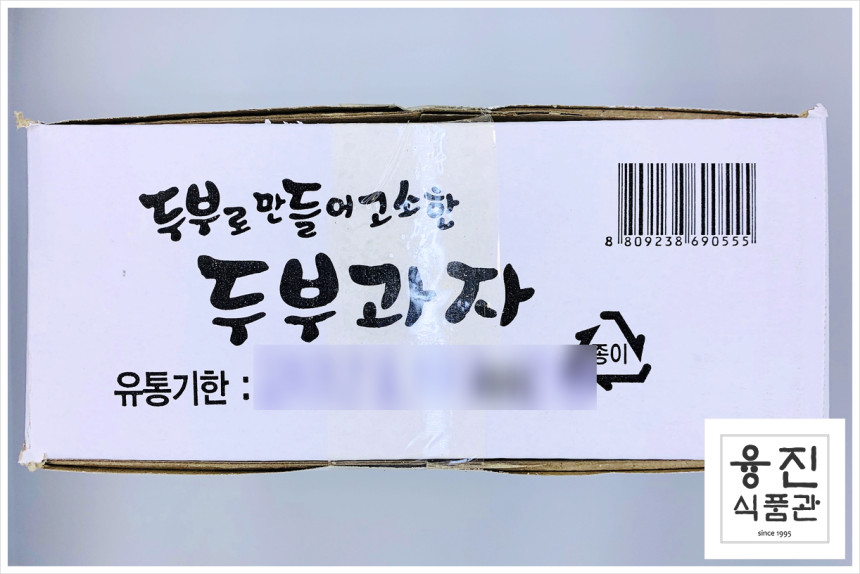 두부로 만들어 고소한
두부과자
유통기한 :
종이
8 809238 690555
융진
식품관
since 1995